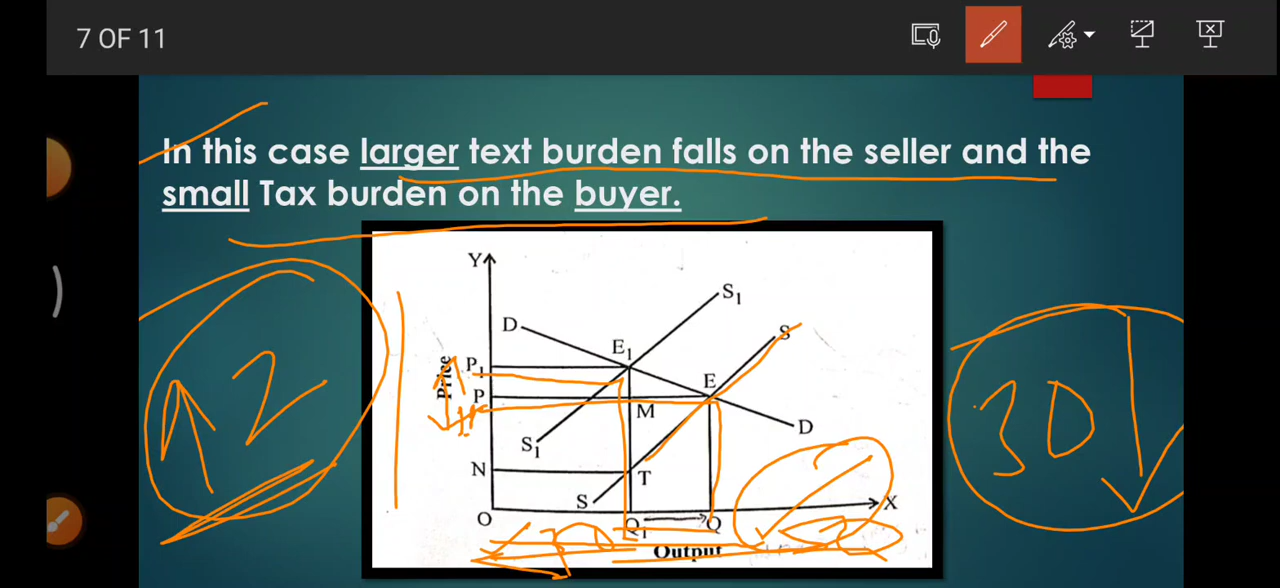 7 OF 11
In this case larger text burden falls on the seller and the
small Tax burden on the buyer.
Y
S1
D
S
E1
P1
E
Price
P
M
D
S1
N
T
S
X
O
Q1
Q
Output
2
30